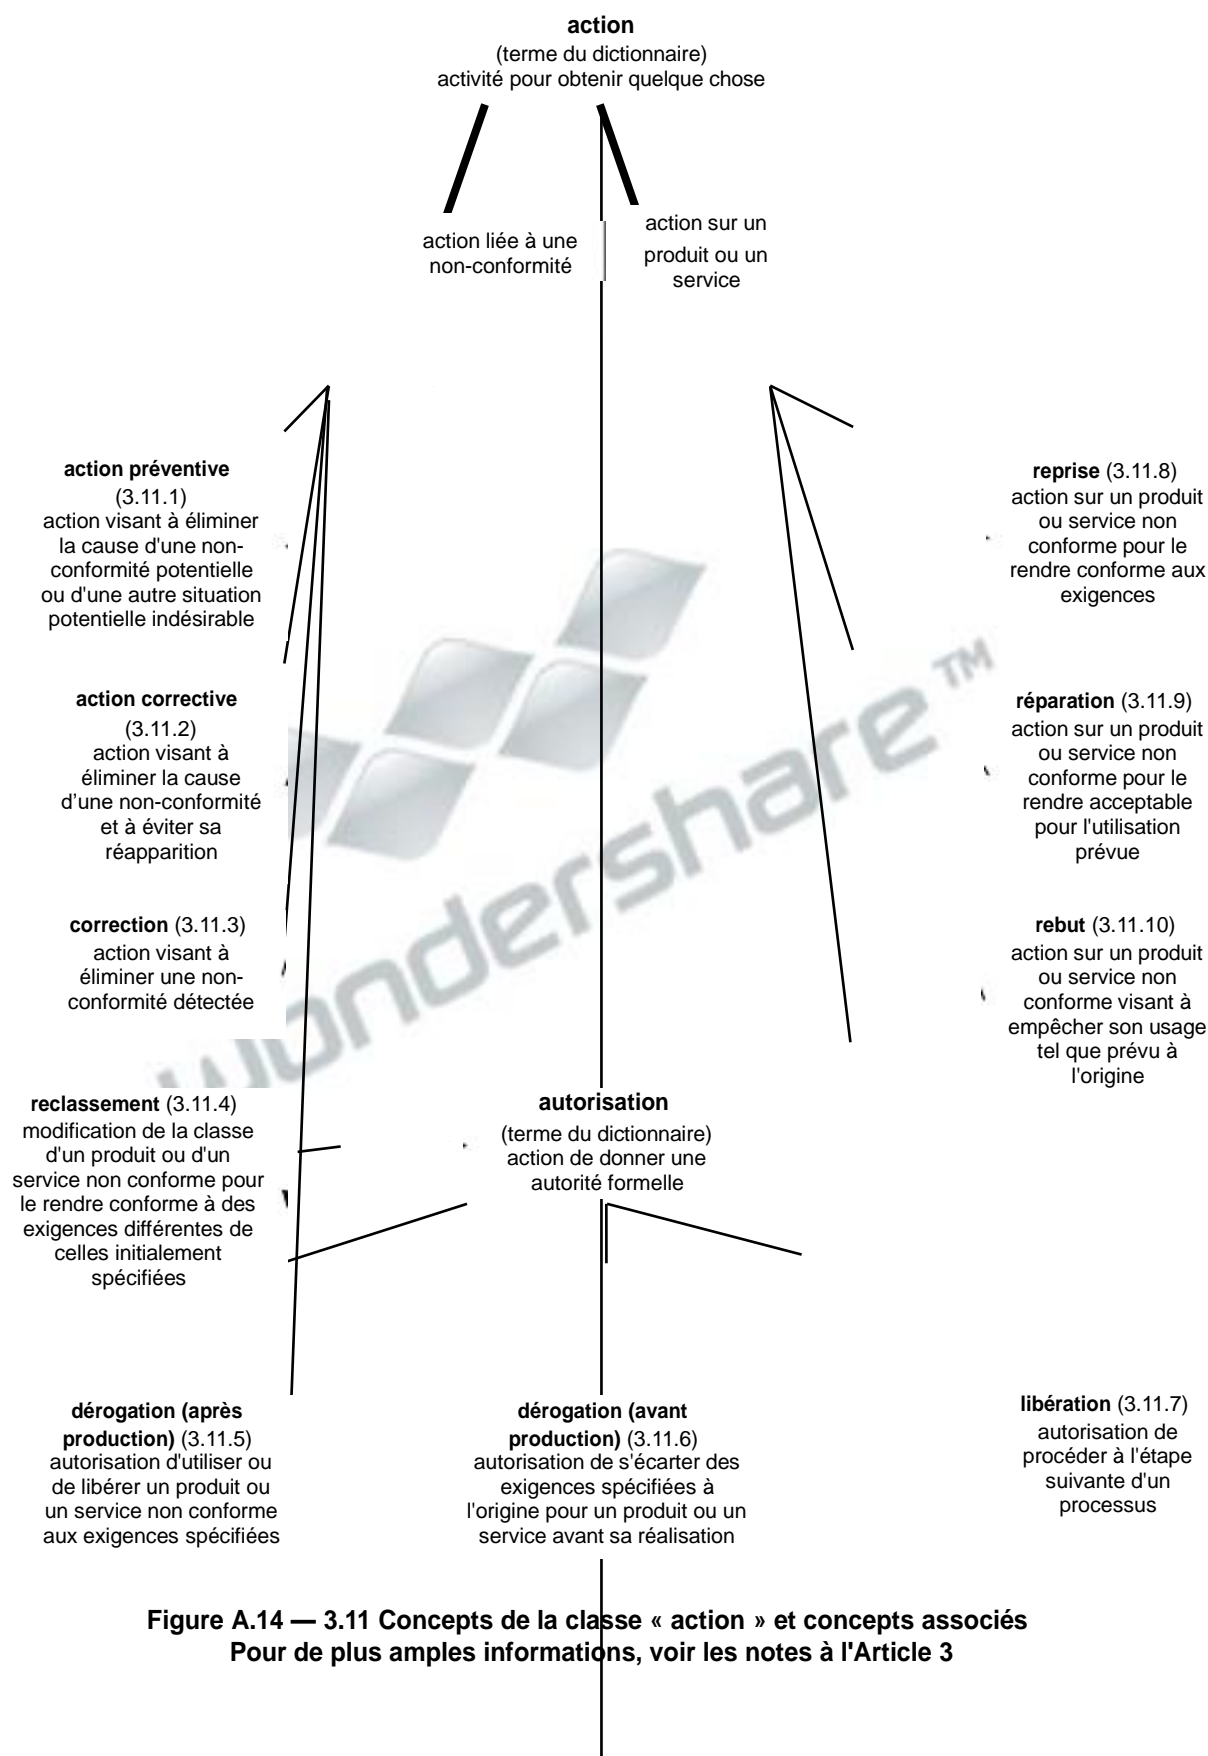 action
(terme du dictionnaire)
activité pour obtenir quelque chose
action liée à une
non-conformité
action sur un
produit ou un
service
action préventive
(3.11.1)
action visant à éliminer
la cause d'une non-
conformité potentielle
ou d'une autre situation
potentielle indésirable
reprise (3.11.8)
action sur un produit
ou service non
conforme pour le
rendre conforme aux
exigences
action corrective
(3.11.2)
action visant à
éliminer la cause
d’une non-conformité
et à éviter sa
réapparition
réparation (3.11.9)
action sur un produit
ou service non
conforme pour le
rendre acceptable
pour l'utilisation
prévue
correction (3.11.3)
action visant à
éliminer une non-
conformité détectée
rebut (3.11.10)
action sur un produit
ou service non
conforme visant à
empêcher son usage
tel que prévu à
l'origine
wondershare™
reclassement (3.11.4)
modification de la classe
d'un produit ou d'un
service non conforme pour
le rendre conforme à des
exigences différentes de
celles initialement
spécifiées
autorisation
(terme du dictionnaire)
action de donner une
autorité formelle
dérogation (après
production) (3.11.5)
autorisation d'utiliser ou
de libérer un produit ou
un service non conforme
aux exigences spécifiées
dérogation (avant
production) (3.11.6)
autorisation de s'écarter des
exigences spécifiées à
l'origine pour un produit ou un
service avant sa réalisation
libération (3.11.7)
autorisation de
procéder à l'étape
suivante d'un
processus
Figure A.14 — 3.11 Concepts de la classe « action » et concepts associés
Pour de plus amples informations, voir les notes à l'Article 3